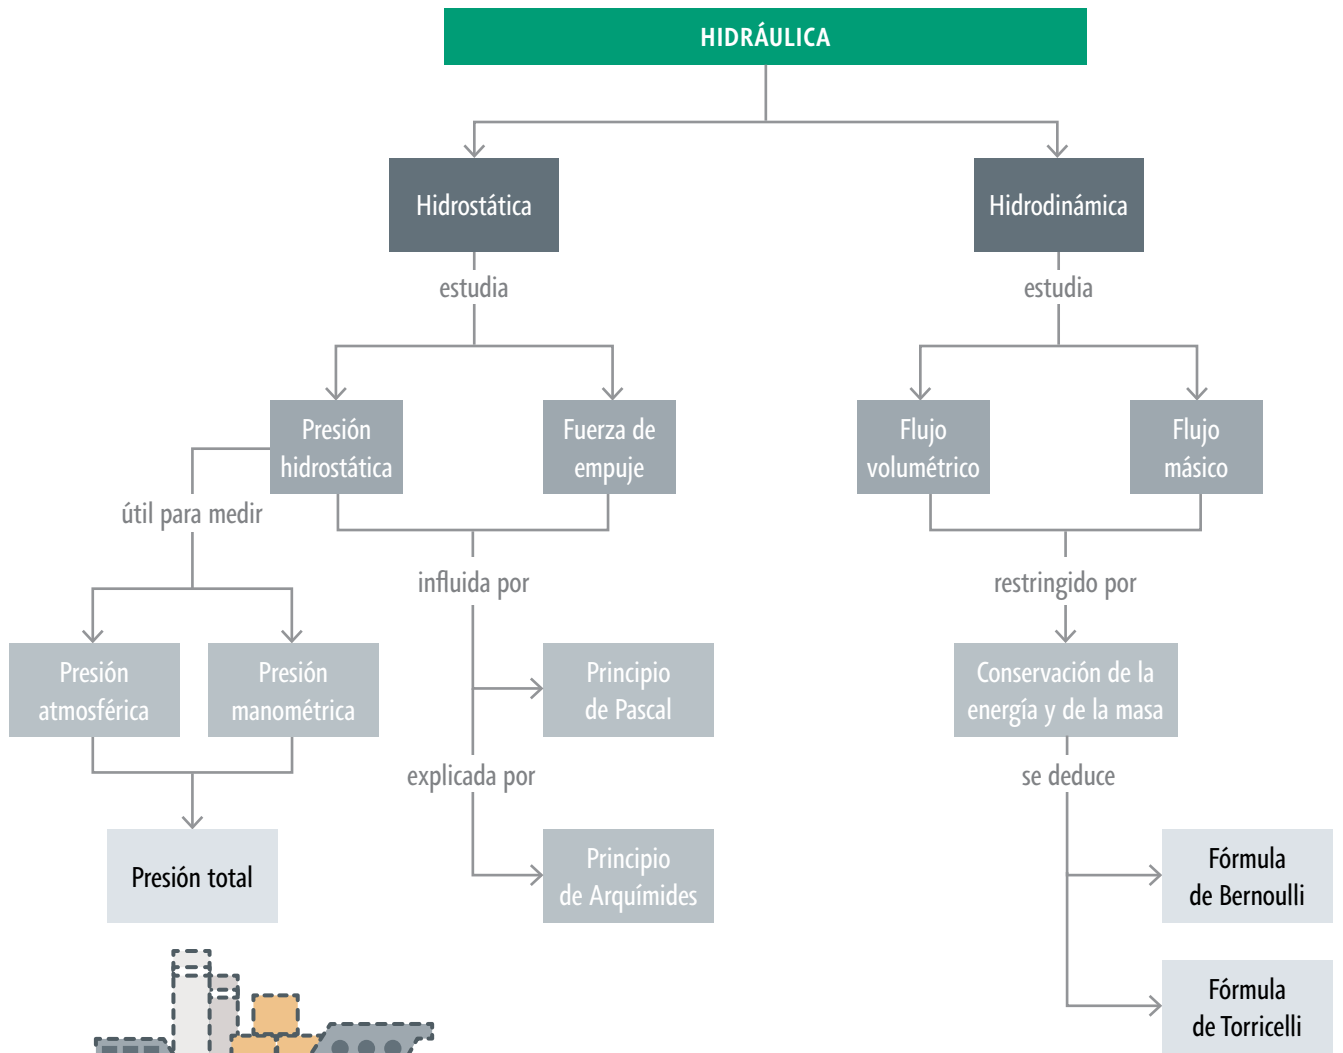 HIDRÁULICA
Hidrostática
Hidrodinámica
estudia
estudia
Presión
hidrostática
Fuerza de
empuje
Flujo
volumétrico
Flujo
másico
útil para medir
influida por
restringido por
Presión
atmosférica
Presión
manométrica
Principio
de Pascal
Conservación de la
energía y de la masa
explicada por
se deduce
Presión total
Principio
de Arquímides
Fórmula
de Bernoulli
Fórmula
de Torricelli